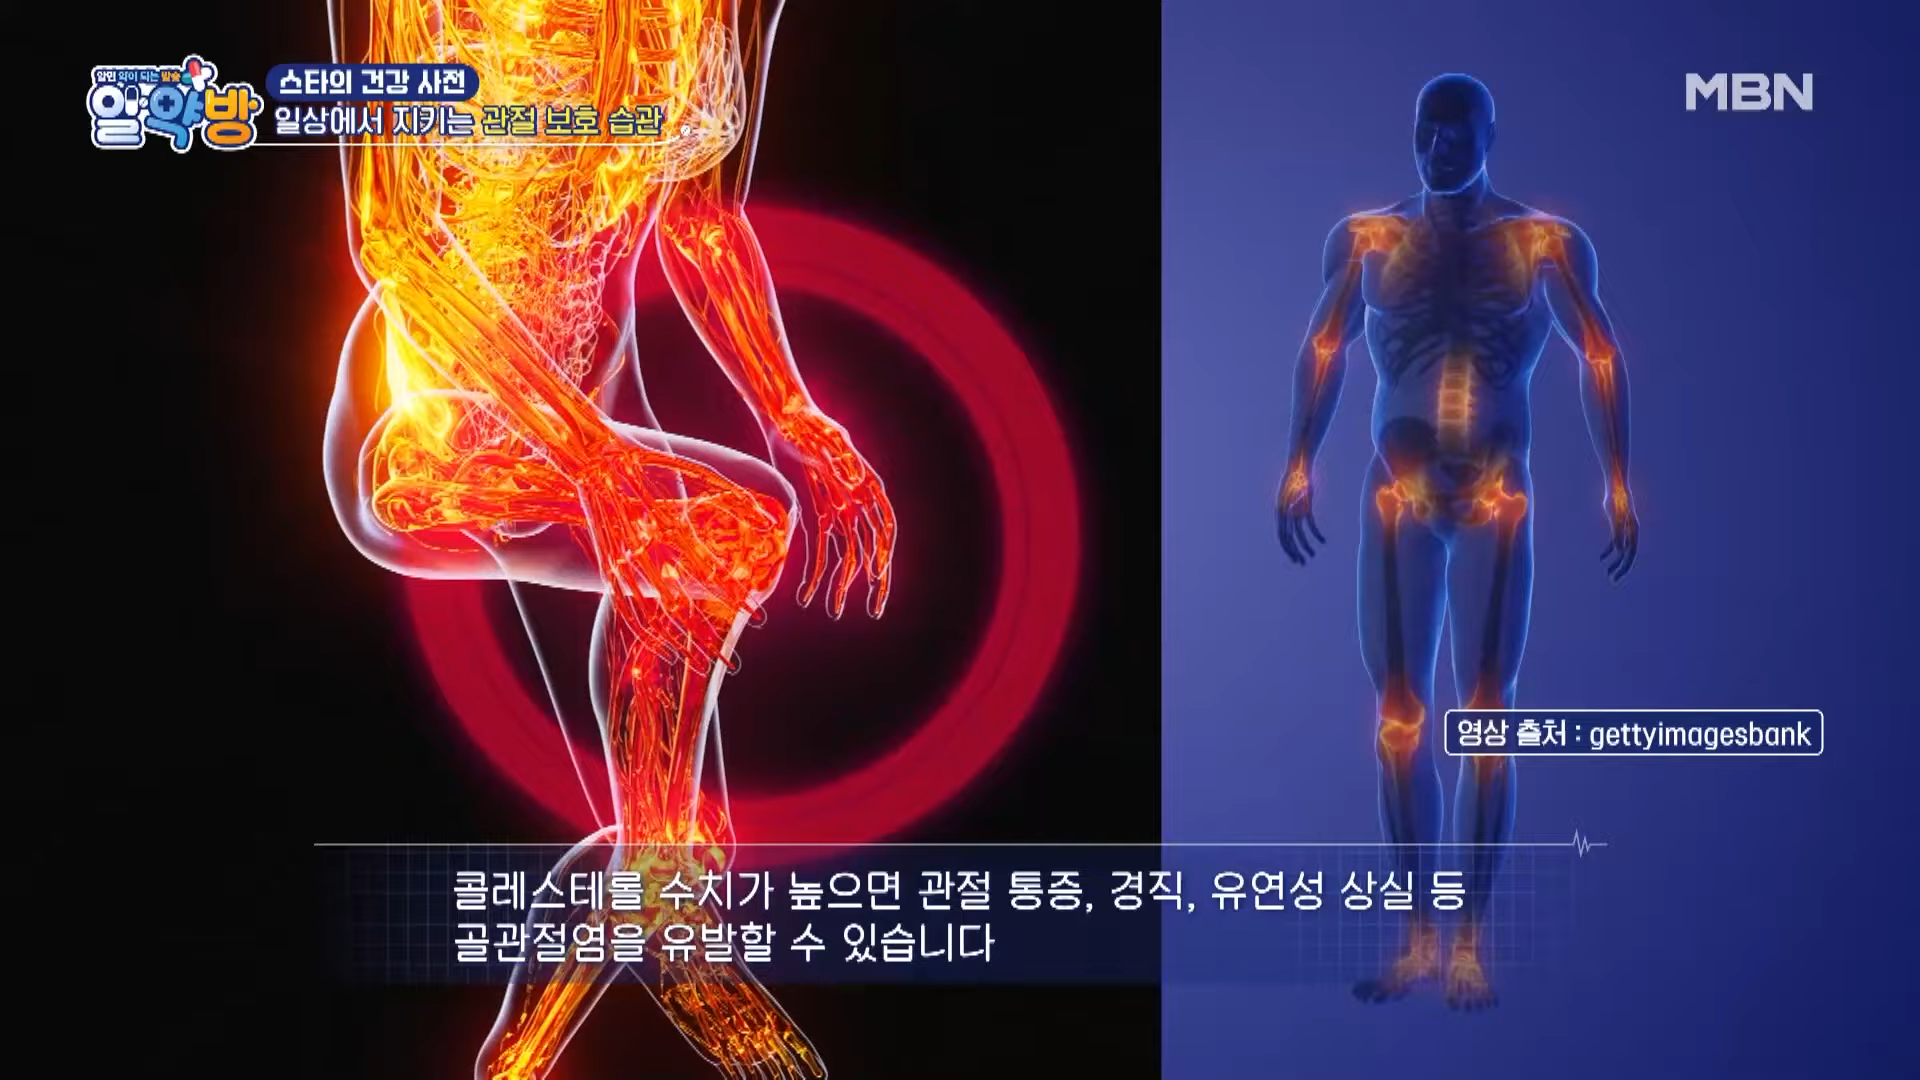 알면 약이 되는 방송
알약방
스타의 건강 사전
일상에서 지키는 관절 보호 습관
MBN
영상 출처 : gettyimagesbank
콜레스테롤 수치가 높으면 관절 통증, 경직, 유연성 상실 등
골관절염을 유발할 수 있습니다